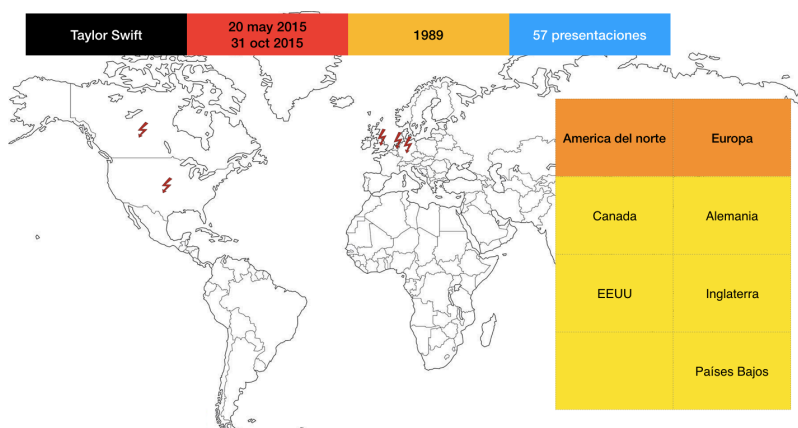 Taylor Swift
20 may 2015
31 oct 2015
1989
57 presentaciones
America del norte
Europa
Canada
Alemania
EEUU
Inglaterra
Países Bajos